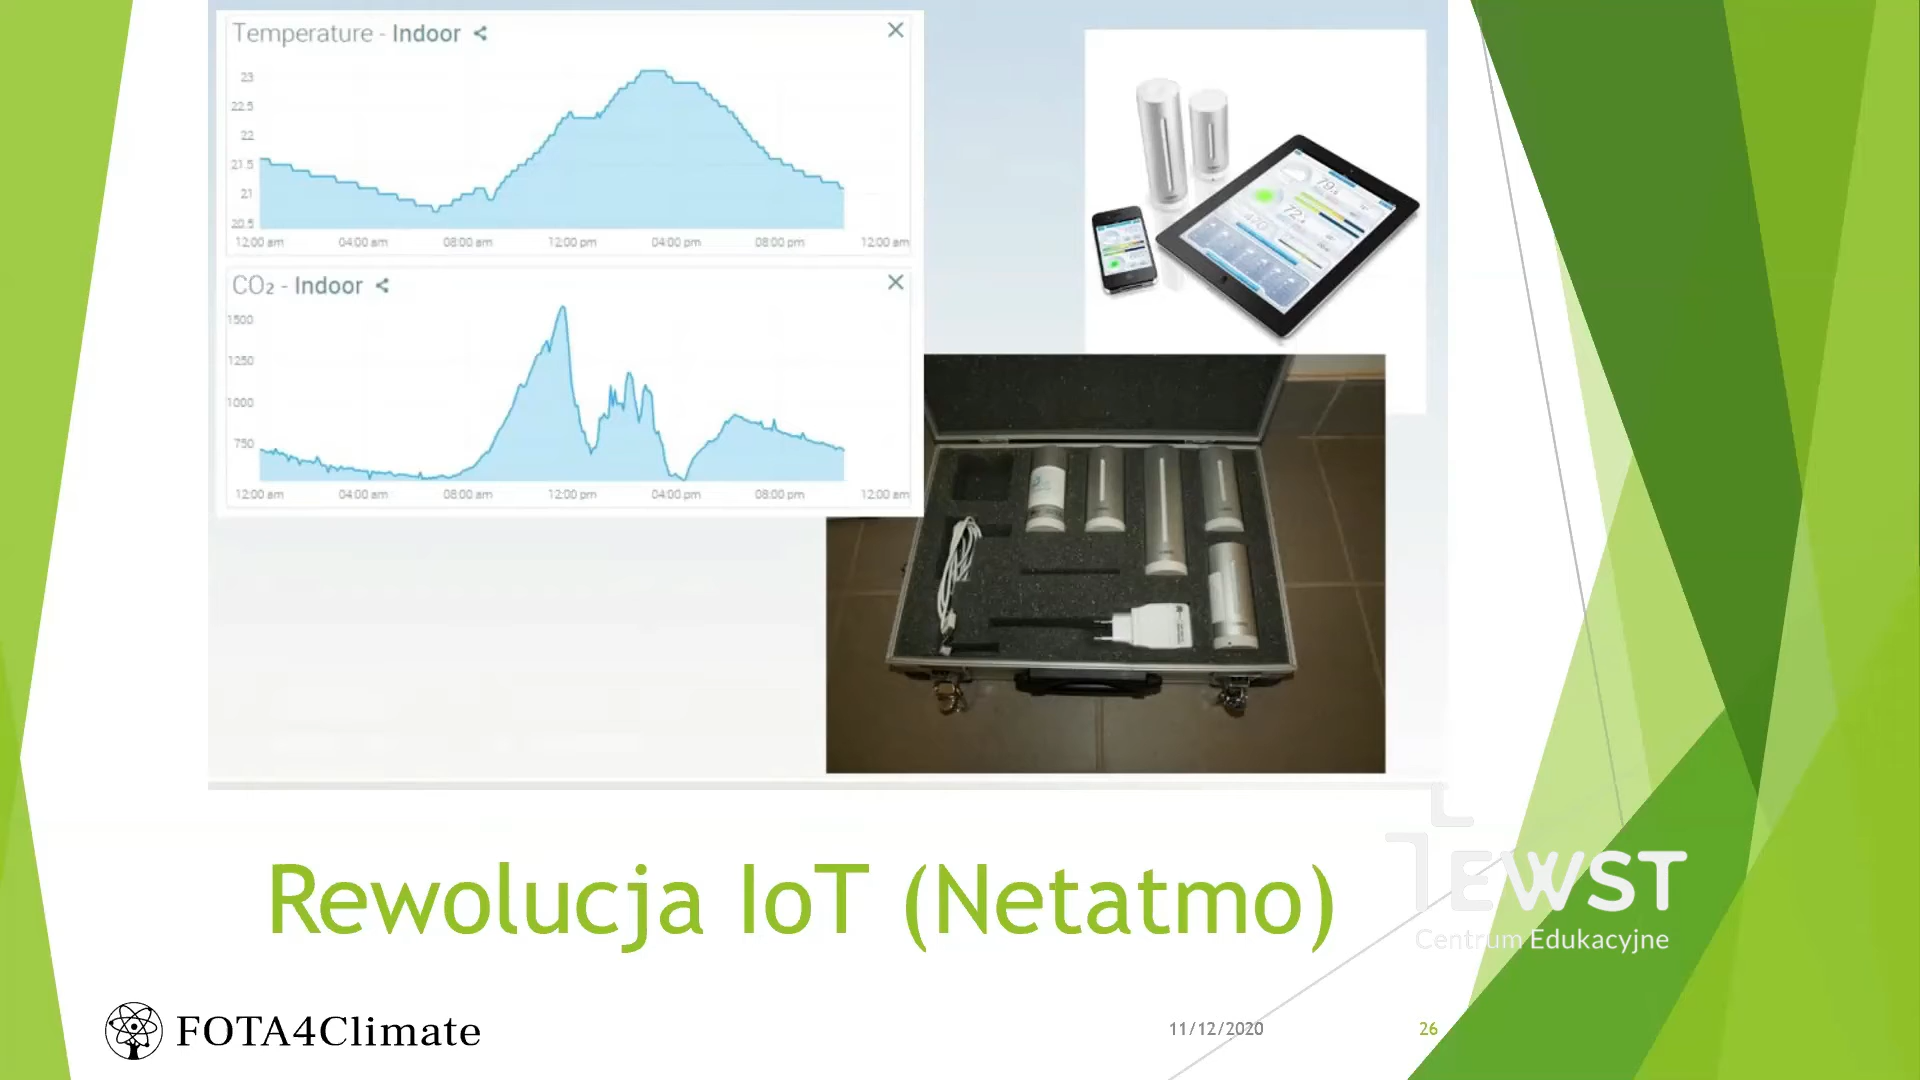 Temperature - Indoor
23
22.5
22
21.5
21
20.5
12:00 am 04:00 am 08:00 am 12:00 pm 04:00 pm 08:00 pm 12:00 am
CO₂ - Indoor
1500
1250
1000
750
12:00 am 04:00 am 08:00 am 12:00 pm 04:00 pm 08:00 pm 12:00 am
Rewolucja IoT (Netatmo)
EWST
Centrum Edukacyjne
FOTA4Climate
11/12/2020
26